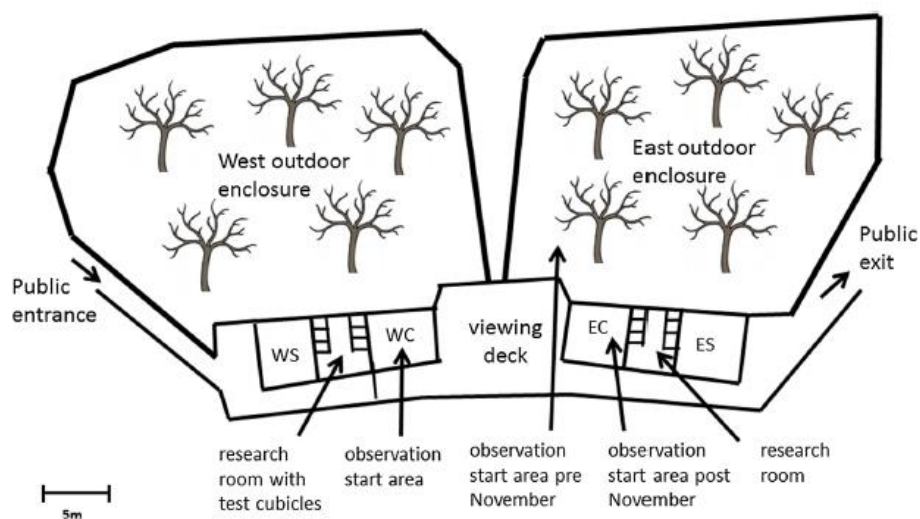 West outdoor
enclosure
East outdoor
enclosure
Public
entrance
Public
exit
WS
WC
viewing
deck
EC
ES
research
room with
test cubicles
observation
start area
observation
start area pre
November
observation
start area post
November
research
room
5m